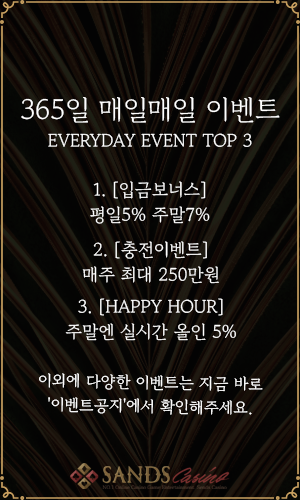 365일 매일매일 이벤트
EVERYDAY EVENT TOP 3
1. [입금보너스]
평일5% 주말7%
2. [충전이벤트]
매주 최대 250만원
3. [HAPPY HOUR]
주말엔 실시간 올인 5%
이외에 다양한 이벤트는 지금 바로
'이벤트공지'에서 확인해주세요.
SANDS Casino